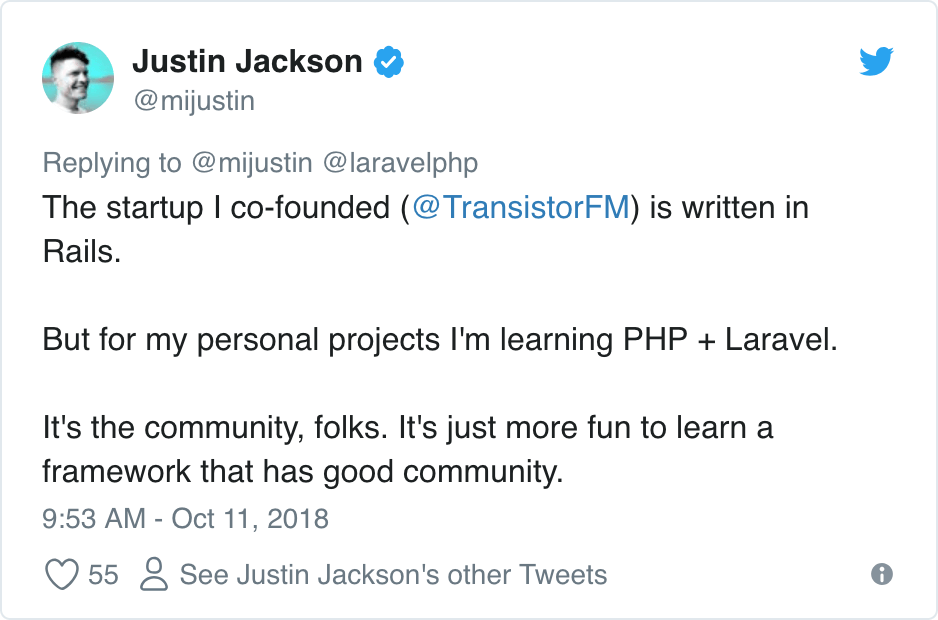 Justin Jackson
@mijustin
Replying to @mijustin @laravelphp
The startup I co-founded (@TransistorFM) is written in
Rails.
But for my personal projects I'm learning PHP + Laravel.
It's the community, folks. It's just more fun to learn a
framework that has good community.
9:53 AM - Oct 11, 2018
55 See Justin Jackson's other Tweets